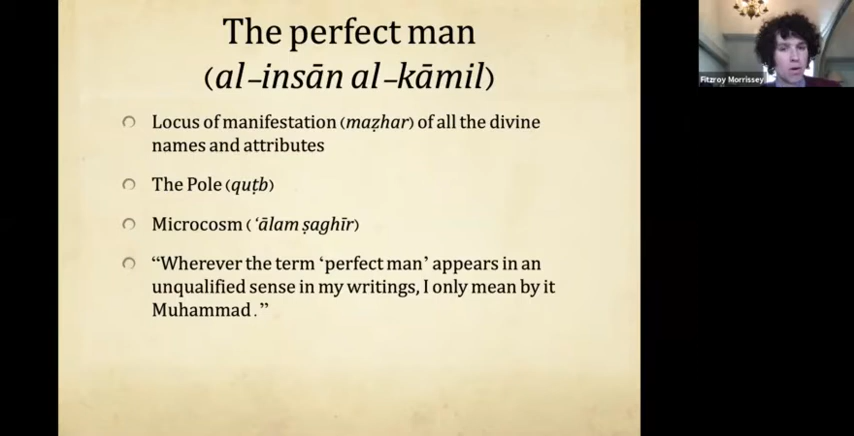 The perfect man
(al-insān al-kāmil)
Locus of manifestation (maẓhar) of all the divine
names and attributes
The Pole (quṭb)
Microcosm (ʿālam ṣaghīr)
“Wherever the term ‘perfect man’ appears in an
unqualified sense in my writings, I only mean by it
Muhammad.”
Fitzroy Morrissey